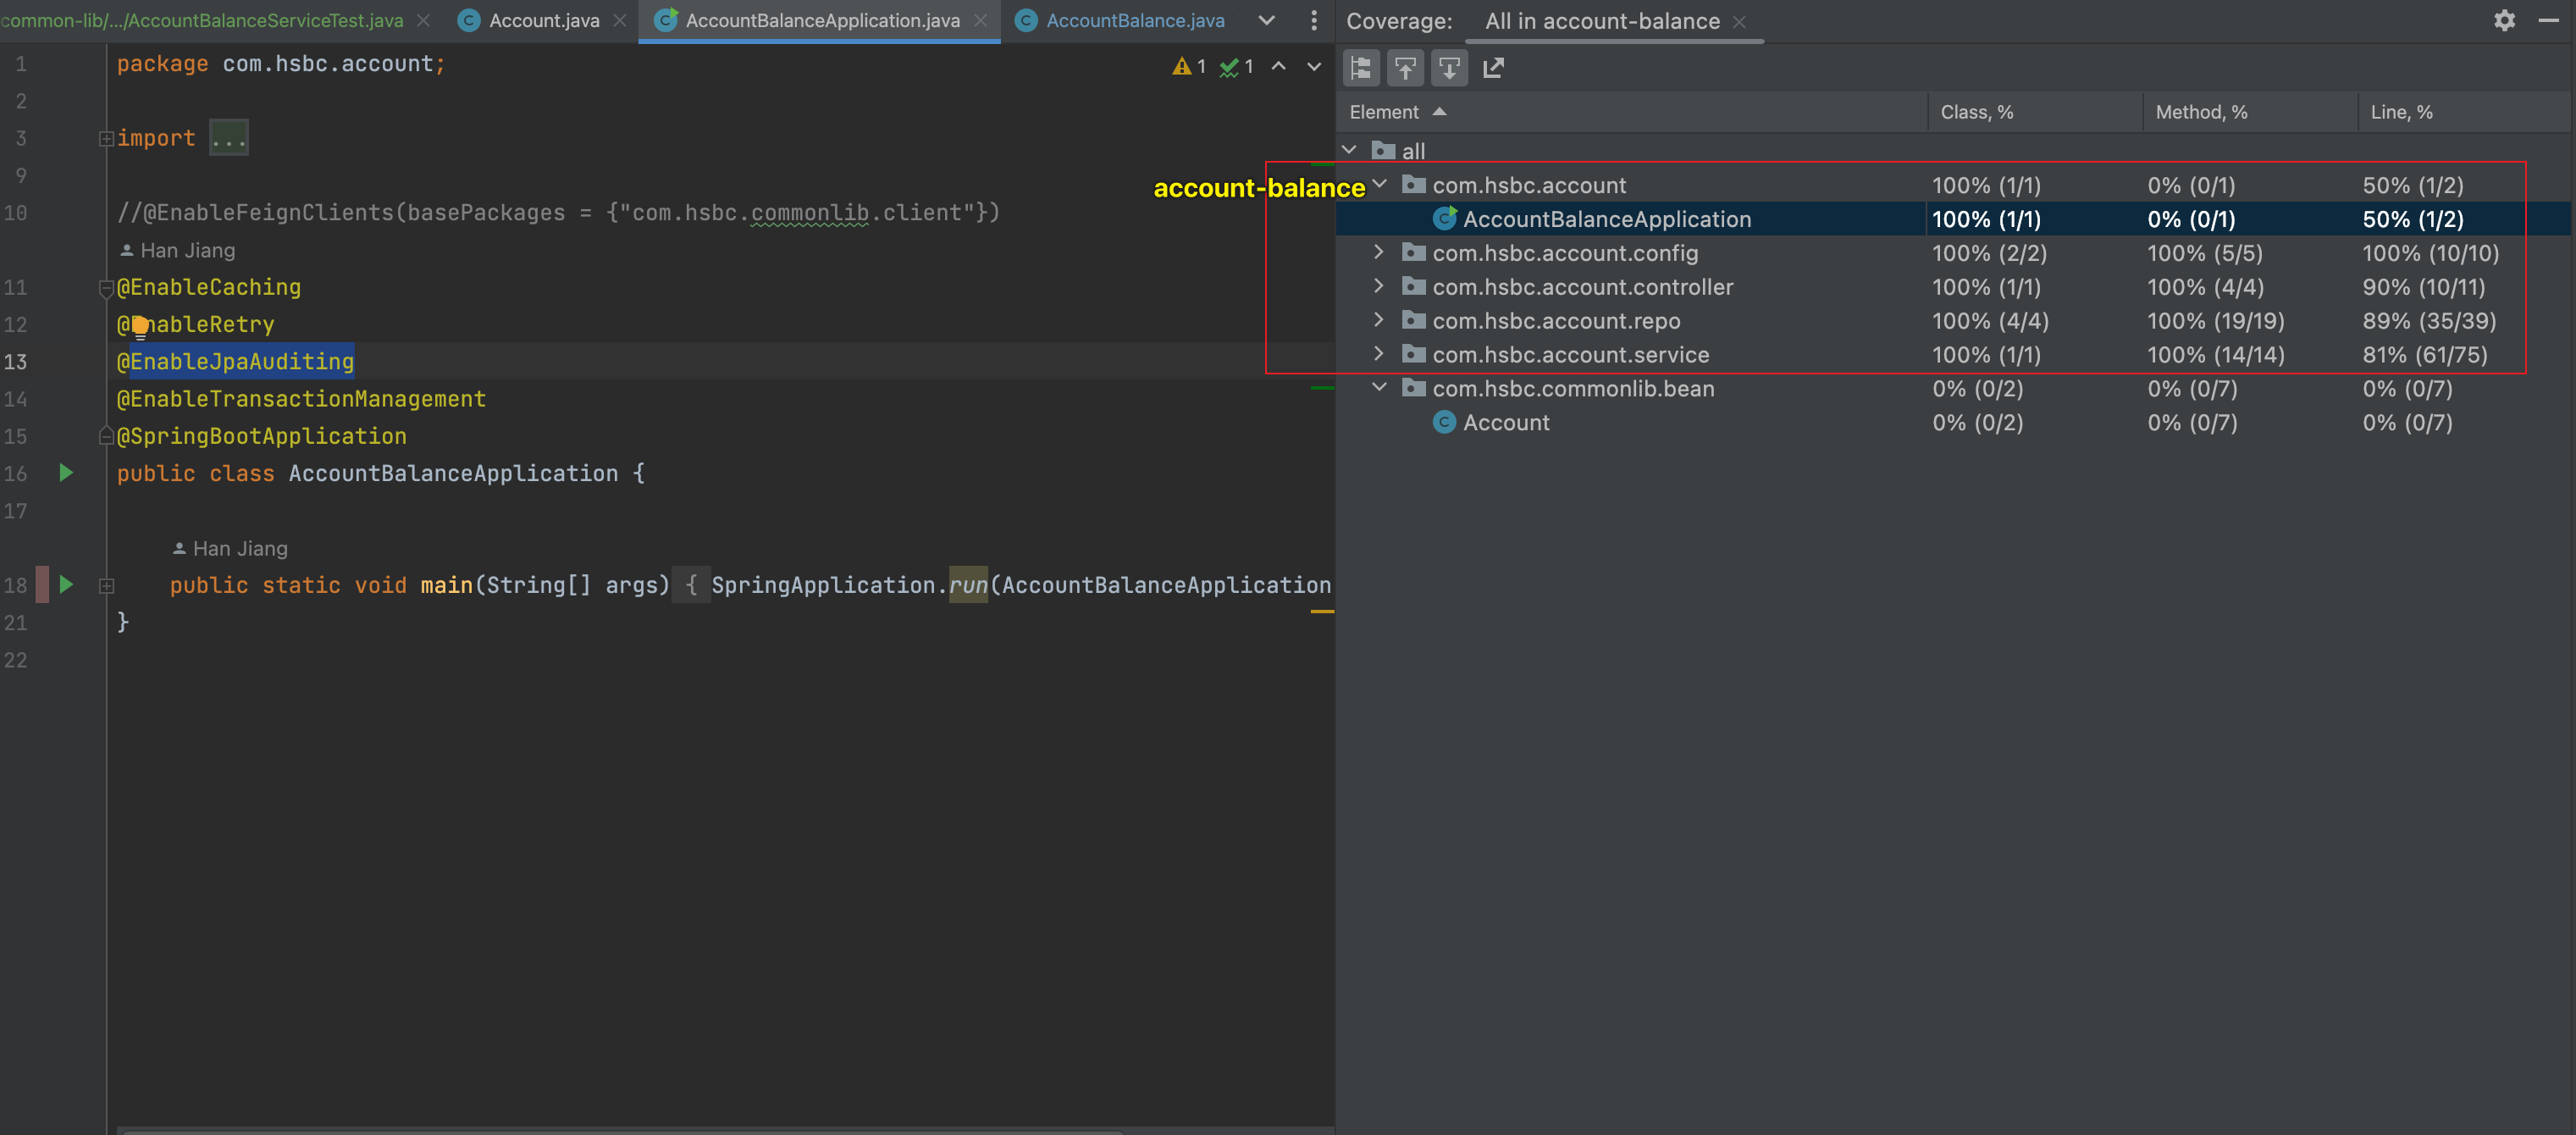 common-lib/.../AccountBalanceServiceTest.java
Account.java
AccountBalanceApplication.java
AccountBalance.java
1 package com.hsbc.account;
1 1
2
3 import ...
9
10 //@EnableFeignClients(basePackages = {"com.hsbc.commonlib.client"})
Han Jiang
11 @EnableCaching
12 @EnableRetry
13 @EnableJpaAuditing
14 @EnableTransactionManagement
15 @SpringBootApplication
16 public class AccountBalanceApplication {
17
Han Jiang
18 public static void main(String[] args) { SpringApplication.run(AccountBalanceApplication
21 }
22
Coverage: All in account-balance
Element Class, % Method, % Line, %
all
account-balance
com.hsbc.account 100% (1/1) 0% (0/1) 50% (1/2)
AccountBalanceApplication 100% (1/1) 0% (0/1) 50% (1/2)
com.hsbc.account.config 100% (2/2) 100% (5/5) 100% (10/10)
com.hsbc.account.controller 100% (1/1) 100% (4/4) 90% (10/11)
com.hsbc.account.repo 100% (4/4) 100% (19/19) 89% (35/39)
com.hsbc.account.service 100% (1/1) 100% (14/14) 81% (61/75)
com.hsbc.commonlib.bean 0% (0/2) 0% (0/7) 0% (0/7)
Account 0% (0/2) 0% (0/7) 0% (0/7)